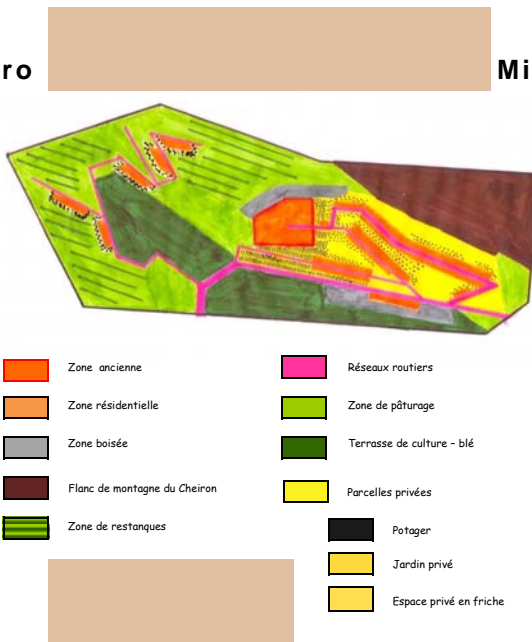 ro Mi
Zone ancienne
Zone résidentielle
Zone boisée
Flanc de montagne du Cheiron
Zone de restanques
Réseaux routiers
Zone de pâturage
Terrasse de culture – blé
Parcelles privées
Potager
Jardin privé
Espace privé en friche